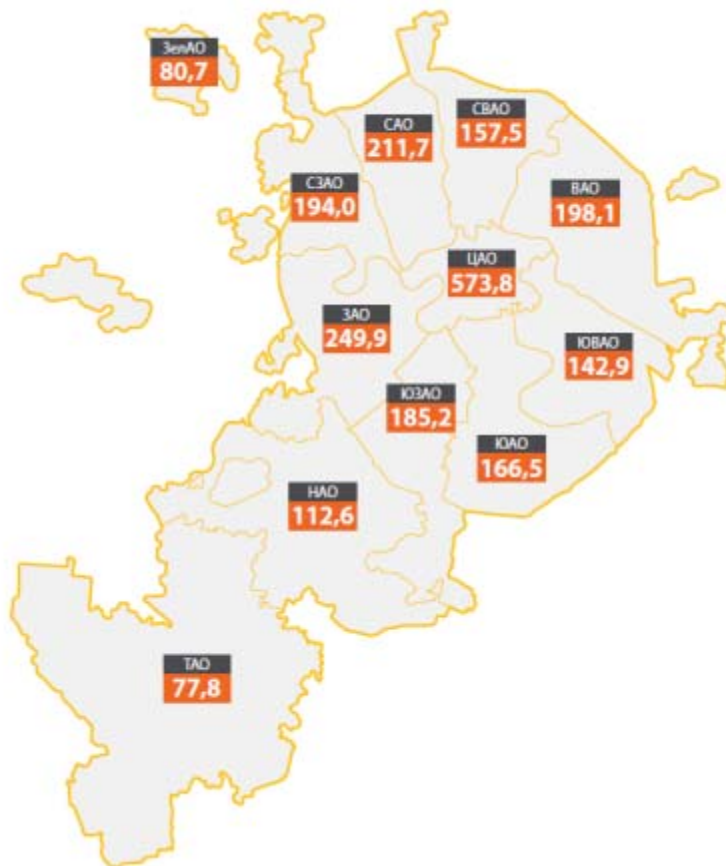 ЗелАО
80,7
САО
211,7
СВАО
157,5
СЗАО
194,0
ВАО
198,1
ЦАО
573,8
ЗАО
249,9
ЮВАО
142,9
ЮЗАО
185,2
ЮАО
166,5
НАО
112,6
ТАО
77,8